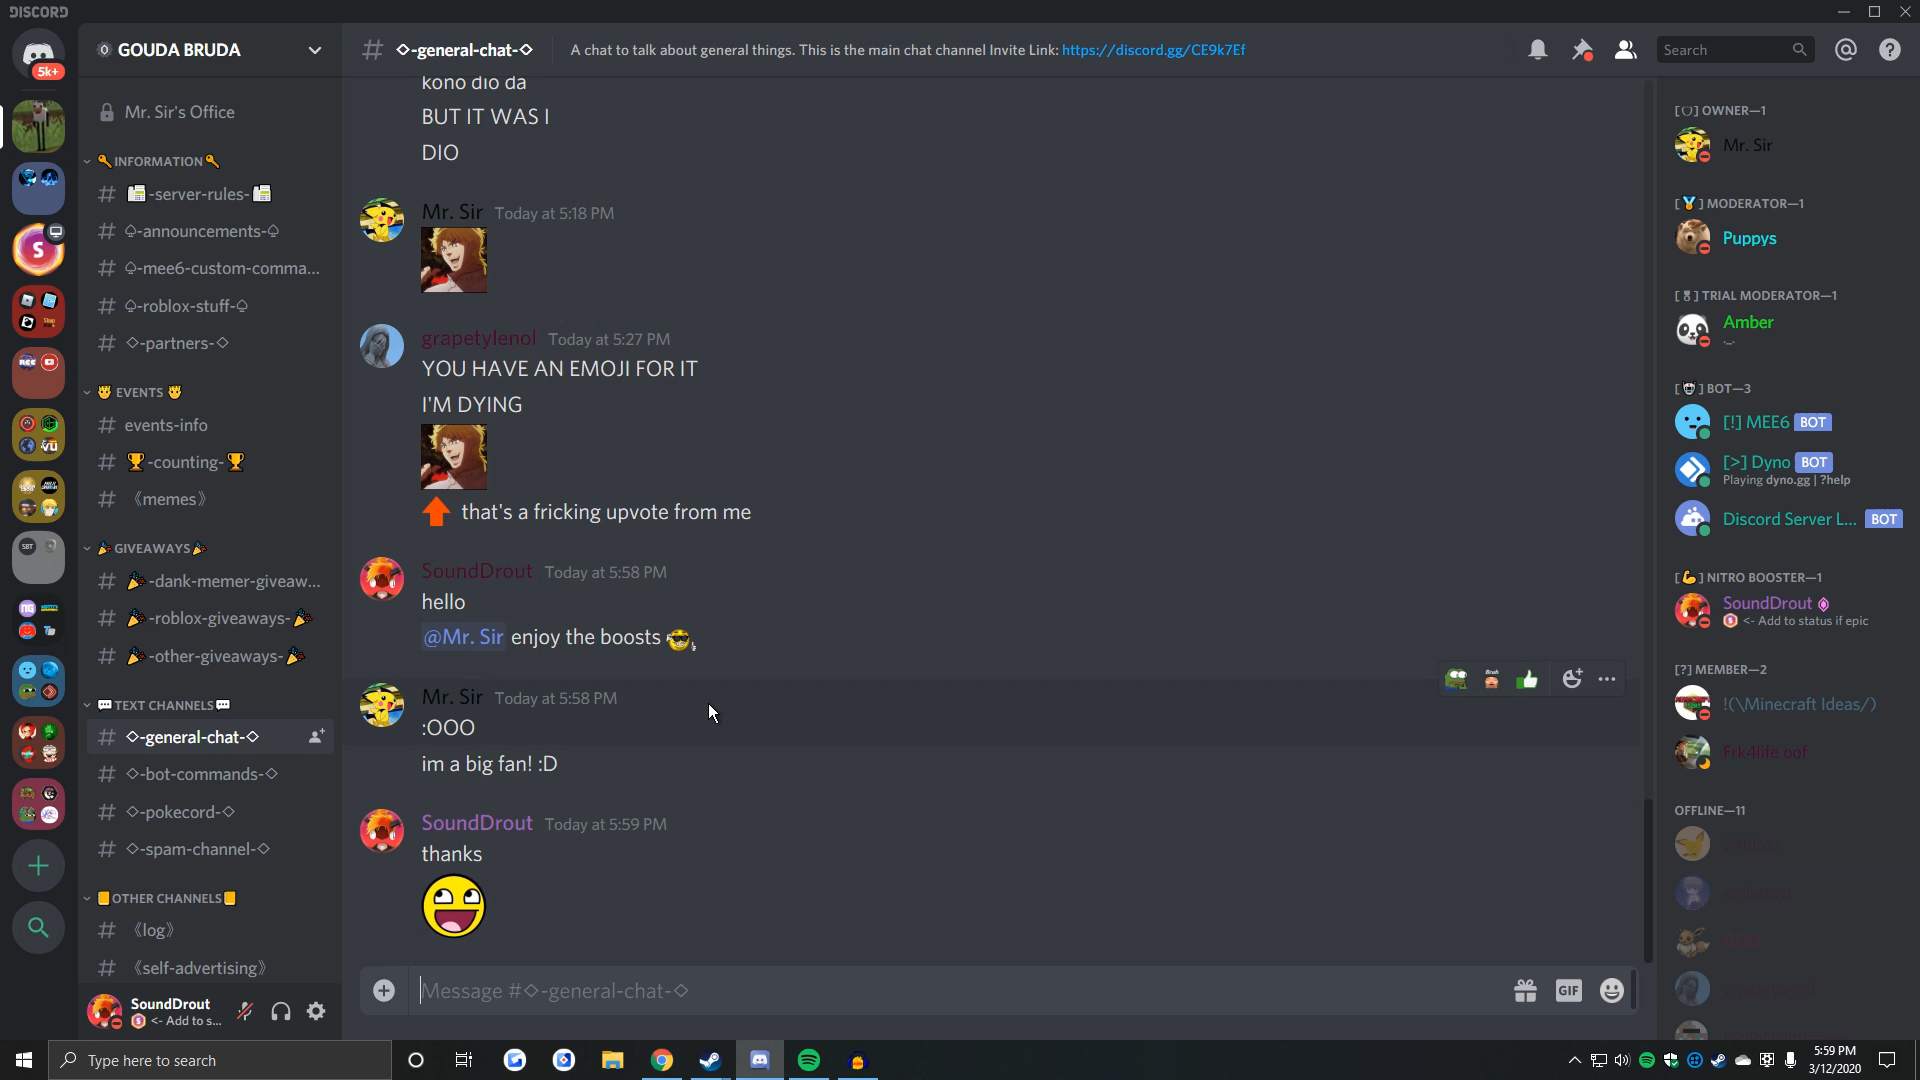 DISCORD
5k+
GOUDA BRUDA
Mr. Sir's Office
INFORMATION
-server-rules-
-announcements-
-mee6-custom-comma...
-roblox-stuff-
-partners-
EVENTS
events-info
-counting-
《memes》
GIVEAWAYS
-dank-memer-giveaw...
-roblox-giveaways-
-other-giveaways-
TEXT CHANNELS
-general-chat-
-bot-commands-
-pokecord-
-spam-channel-
OTHER CHANNELS
《log》
《self-advertising》
SoundDrout
<- Add to s...
# ◇-general-chat-◇
A chat to talk about general things. This is the main chat channel Invite Link: https://discord.gg/CE9k7Ef
Search
kono dio da
BUT IT WAS I
DIO
Mr. Sir Today at 5:18 PM
grapetylenol Today at 5:27 PM
YOU HAVE AN EMOJI FOR IT
I'M DYING
that's a fricking upvote from me
SoundDrout Today at 5:58 PM
hello
@Mr. Sir enjoy the boosts
Mr. Sir Today at 5:58 PM
:OOO
im a big fan! :D
SoundDrout Today at 5:59 PM
thanks
Message #◇-general-chat-◇
GIF
OWNER—1
Mr. Sir
MODERATOR—1
Puppys
TRIAL MODERATOR—1
Amber
._.
BOT—3
[!] MEE6 BOT
[>] Dyno BOT
Playing dyno.gg | ?help
Discord Server L... BOT
NITRO BOOSTER—1
SoundDrout
<- Add to status if epic
[?] MEMBER—2
!(\Minecraft Ideas/)
Frk4life oof
OFFLINE—11
Type here to search
5:59 PM
3/12/2020